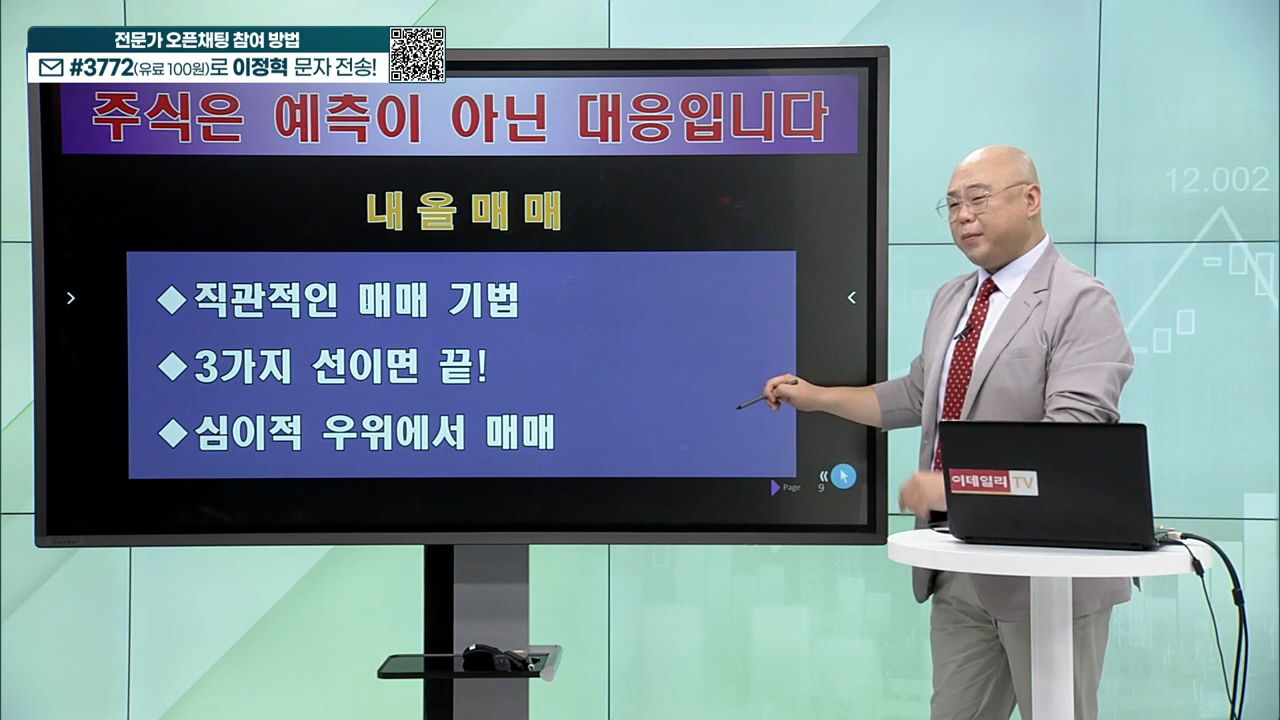 전문가 오픈채팅 참여 방법
#3772(유료 100원)로 이정혁 문자 전송!
주식은 예측이 아닌 대응입니다
12.002
내올매매
◆직관적인 매매 기법
◆3가지 선이면 끝!
◆심이적 우위에서 매매
Page 9
이데일리TV